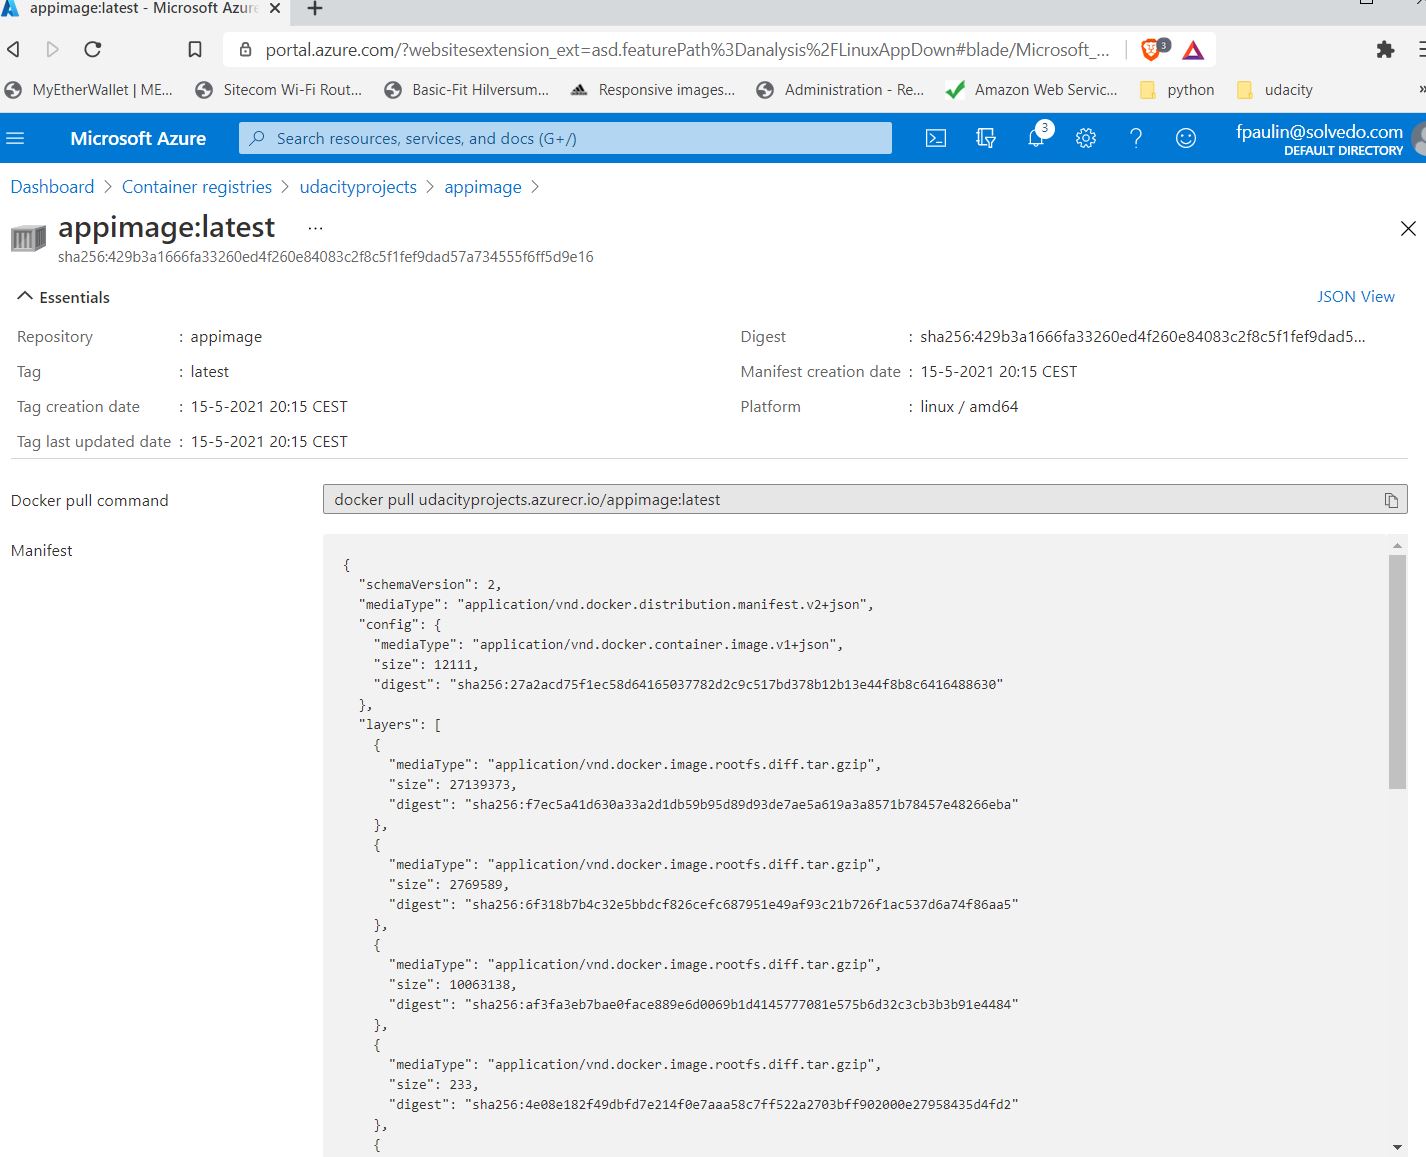 appimage:latest - Microsoft Azure
portal.azure.com/?websitesextension_ext=asd.featurePath%3Danalysis%2FLinuxAppDown#blade/Microsoft_...
3
MyEtherWallet | ME...
Sitecom Wi-Fi Rout...
Basic-Fit Hilversum...
Responsive images...
Administration - Re...
Amazon Web Servic...
python
udacity
Microsoft Azure
Search resources, services, and docs (G+/)
3
fpaulin@solvedo.com
DEFAULT DIRECTORY
Dashboard > Container registries > udacityprojects > appimage >
appimage:latest ...
sha256:429b3a1666fa33260ed4f260e84083c2f8c5f1fef9dad57a734555f6ff5d9e16
Essentials
JSON View
Repository : appimage
Digest : sha256:429b3a1666fa33260ed4f260e84083c2f8c5f1fef9dad5...
Tag : latest
Manifest creation date : 15-5-2021 20:15 CEST
Tag creation date : 15-5-2021 20:15 CEST
Platform : linux / amd64
Tag last updated date : 15-5-2021 20:15 CEST
Docker pull command
docker pull udacityprojects.azurecr.io/appimage:latest
Manifest
{
"schemaVersion": 2,
"mediaType": "application/vnd.docker.distribution.manifest.v2+json",
"config": {
"mediaType": "application/vnd.docker.container.image.v1+json",
"size": 12111,
"digest": "sha256:27a2acd75f1ec58d64165037782d2c9c517bd378b12b13e44f8b8c6416488630"
},
"layers": [
{
"mediaType": "application/vnd.docker.image.rootfs.diff.tar.gzip",
"size": 27139373,
"digest": "sha256:f7ec5a41d630a33a2d1db59b95d89d93de7ae5a619a3a8571b78457e48266eba"
},
{
"mediaType": "application/vnd.docker.image.rootfs.diff.tar.gzip",
"size": 2769589,
"digest": "sha256:6f318b7b4c32e5bbdcf826cefc687951e49af93c21b726f1ac537d6a74f86aa5"
},
{
"mediaType": "application/vnd.docker.image.rootfs.diff.tar.gzip",
"size": 10063138,
"digest": "sha256:af3fa3eb7bae0face889e6d0069b1d4145777081e575b6d32c3cb3b3b91e4484"
},
{
"mediaType": "application/vnd.docker.image.rootfs.diff.tar.gzip",
"size": 233,
"digest": "sha256:4e08e182f49dbfd7e214f0e7aaa58c7ff522a2703bff902000e27958435d4fd2"
},
{